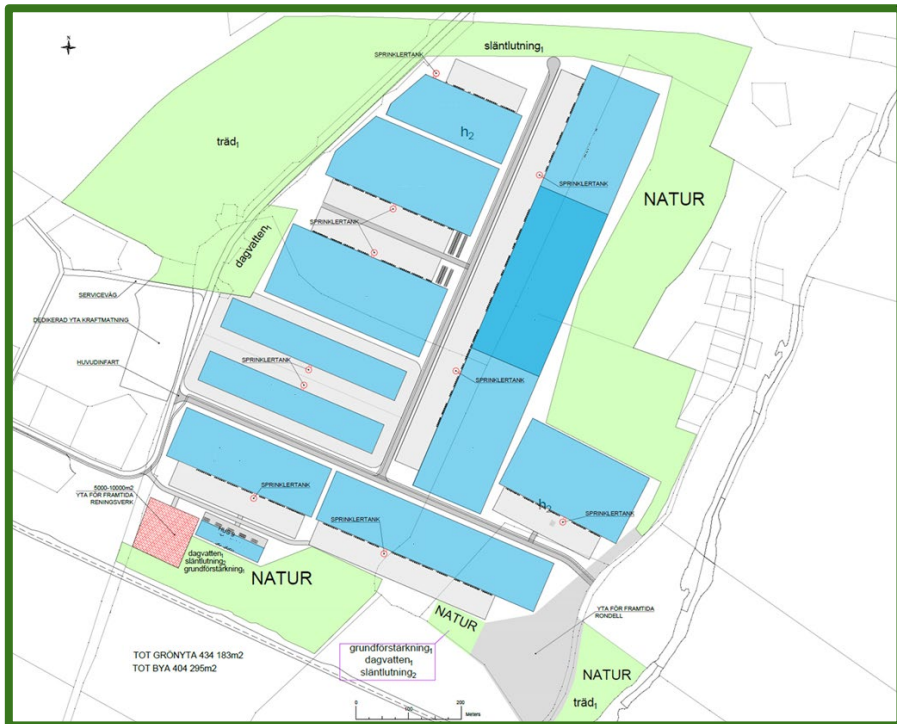 N
släntlutning₁
SPRINKLERTANK
träd₁
h₂
SPRINKLERTANK
NATUR
SPRINKLERTANK
dagvatten₁
SERVICEVÄG
DEDIKERAD YTA KRAFTMATNING
HUVUDINFART
SPRINKLERTANK
SPRINKLERTANK
5000-10000m2
YTA FÖR FRAMTIDA
RENINGSVERK
SPRINKLERTANK
h₂
SPRINKLERTANK
SPRINKLERTANK
dagvatten₁
släntlutning₂
grundförstärkning₁
NATUR
NATUR
YTA FÖR FRAMTIDA
RONDELL
grundförstärkning₁
dagvatten₁
släntlutning₂
TOT GRÖNYTA 434 183m2
TOT BYA 404 295m2
NATUR
träd₁
0 100 200
Meters